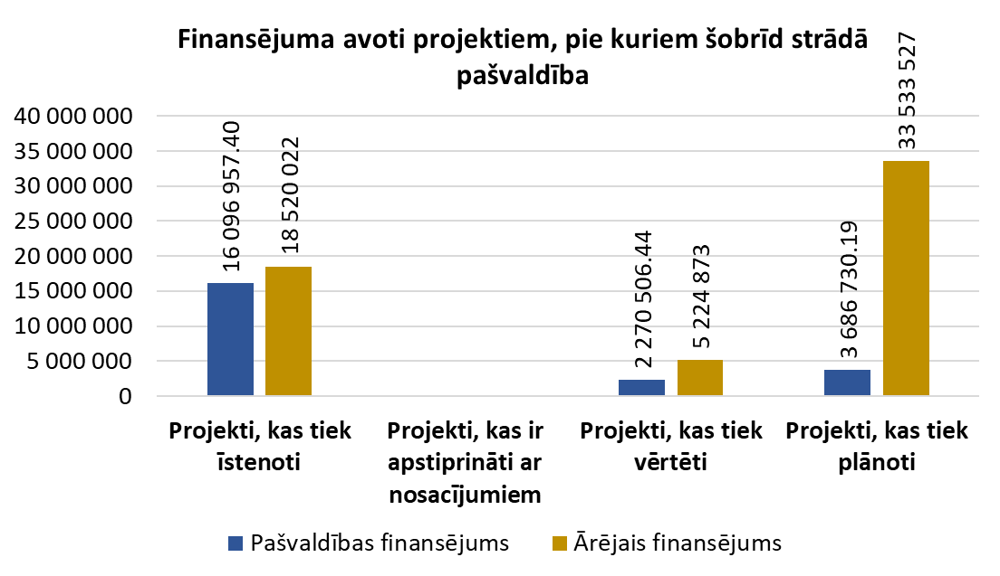 Finansējuma avoti projektiem, pie kuriem šobrīd strādā
pašvaldība
40 000 000
35 000 000
30 000 000
25 000 000
20 000 000
15 000 000
10 000 000
5 000 000
0
16 096 957.40
18 520 022
2 270 506.44
5 224 873
3 686 730.19
33 533 527
Projekti, kas tiek
īstenoti
Projekti, kas ir
apstiprināti ar
nosacījumiem
Projekti, kas tiek
vērtēti
Projekti, kas tiek
plānoti
Pašvaldības finansējums
Ārējais finansējums